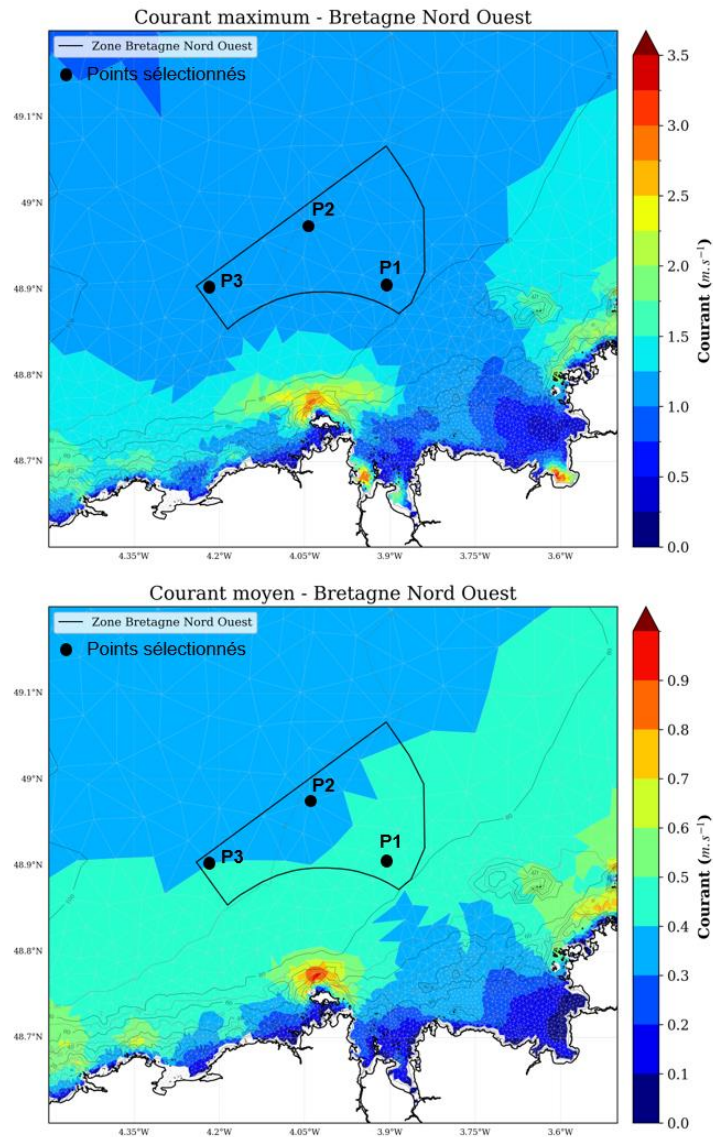 Courant maximum - Bretagne Nord Ouest
Zone Bretagne Nord Ouest
Points sélectionnés
P2
P3
P1
49.1°N
49°N
48.9°N
48.8°N
48.7°N
4.35°W
4.2°W
4.05°W
3.9°W
3.75°W
3.6°W
3.5
3.0
2.5
2.0
1.5
1.0
0.5
0.0
Courant (m.s⁻¹)
Courant moyen - Bretagne Nord Ouest
Zone Bretagne Nord Ouest
Points sélectionnés
P2
P3
P1
49.1°N
49°N
48.9°N
48.8°N
48.7°N
4.35°W
4.2°W
4.05°W
3.9°W
3.75°W
3.6°W
0.9
0.8
0.7
0.6
0.5
0.4
0.3
0.2
0.1
0.0
Courant (m.s⁻¹)